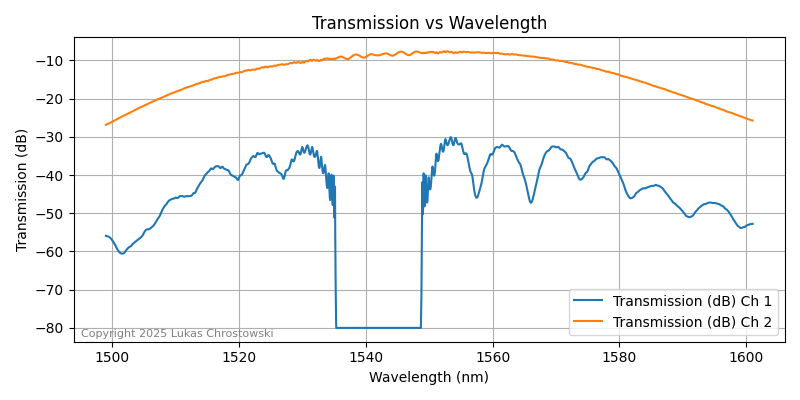 Transmission vs Wavelength
Transmission (dB)
−10
−20
−30
−40
−50
−60
−70
−80
Transmission (dB) Ch 1
Transmission (dB) Ch 2
Copyright 2025 Lukas Chrostowski
1500
1520
1540
1560
1580
1600
Wavelength (nm)